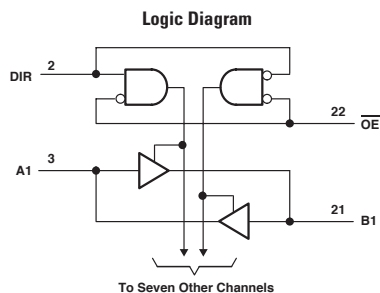 Logic Diagram
DIR 2
22 OE
A1 3
21 B1
To Seven Other Channels